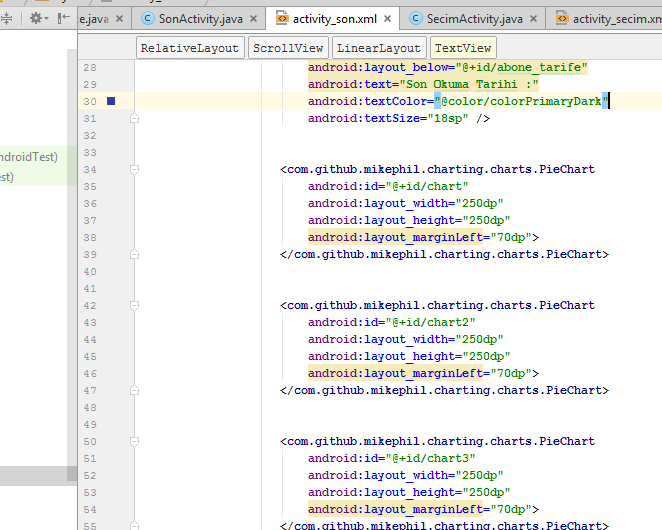 e.java
SonActivity.java
activity_son.xml
SecimActivity.java
activity_secim.xm
RelativeLayout
ScrollView
LinearLayout
TextView
ndroidTest)
st)
28 android:layout_below="@+id/abone_tarife"
29 android:text="Son Okuma Tarihi :"
30 android:textColor="@color/colorPrimaryDark"
31 android:textSize="18sp" />
32
33
34 <com.github.mikephil.charting.charts.PieChart
35 android:id="@+id/chart"
36 android:layout_width="250dp"
37 android:layout_height="250dp"
38 android:layout_marginLeft="70dp">
39 </com.github.mikephil.charting.charts.PieChart>
40
41
42 <com.github.mikephil.charting.charts.PieChart
43 android:id="@+id/chart2"
44 android:layout_width="250dp"
45 android:layout_height="250dp"
46 android:layout_marginLeft="70dp">
47 </com.github.mikephil.charting.charts.PieChart>
48
49
50 <com.github.mikephil.charting.charts.PieChart
51 android:id="@+id/chart3"
52 android:layout_width="250dp"
53 android:layout_height="250dp"
54 android:layout_marginLeft="70dp">
55 </com.github.mikephil.charting.charts.PieChart>